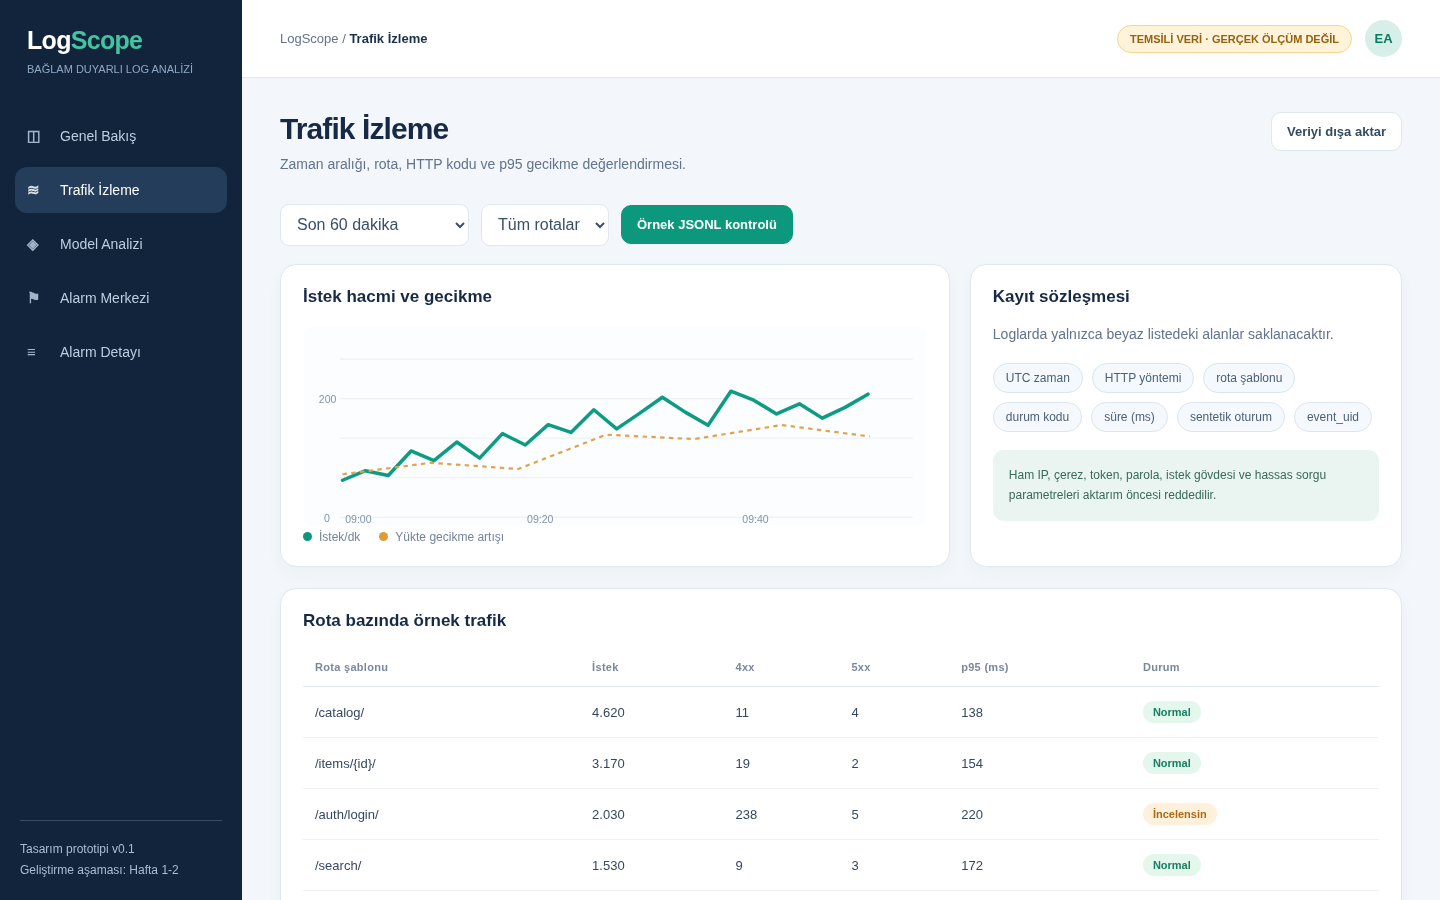 LogScope
BAĞLAM DUYARLI LOG ANALİZİ
Genel Bakış
Trafik İzleme
Model Analizi
Alarm Merkezi
Alarm Detayı
Tasarım prototipi v0.1
Geliştirme aşaması: Hafta 1-2
LogScope / Trafik İzleme
TEMSİLİ VERİ · GERÇEK ÖLÇÜM DEĞİL
EA
Trafik İzleme
Zaman aralığı, rota, HTTP kodu ve p95 gecikme değerlendirmesi.
Veriyi dışa aktar
Son 60 dakika
Tüm rotalar
Örnek JSONL kontrolü
İstek hacmi ve gecikme
200
0
09:00 09:20 09:40
İstek/dk Yükte gecikme artışı
Kayıt sözleşmesi
Loglarda yalnızca beyaz listedeki alanlar saklanacaktır.
UTC zaman HTTP yöntemi rota şablonu
durum kodu süre (ms) sentetik oturum event_uid
Ham IP, çerez, token, parola, istek gövdesi ve hassas sorgu
parametreleri aktarım öncesi reddedilir.
Rota bazında örnek trafik
Rota şablonu İstek 4xx 5xx p95 (ms) Durum
/catalog/ 4.620 11 4 138 Normal
/items/{id}/ 3.170 19 2 154 Normal
/auth/login/ 2.030 238 5 220 İncelensin
/search/ 1.530 9 3 172 Normal